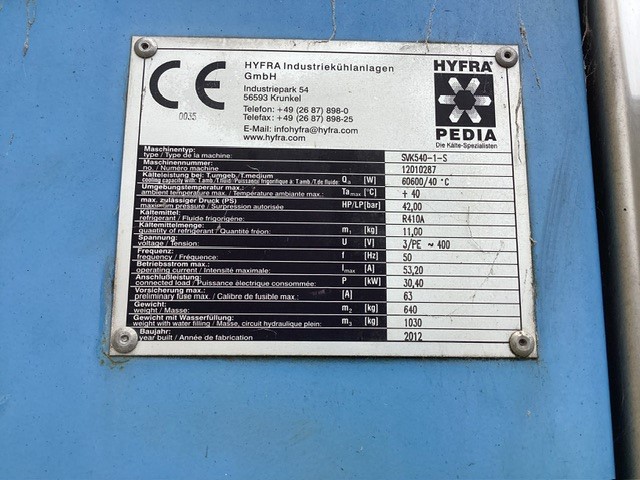 CE
0035
HYFRA Industriekühlanlagen
GmbH
Industriepark 54
56593 Krunkel
Telefon: +49 (26 87) 898-0
Telefax: +49 (26 87) 898-25
E-Mail: infohyfra@hyfra.com
www.hyfra.com
HYFRA
PEDIA
Die Kälte-Spezialisten
Maschinentyp:
type / Type de la machine: SVK540-1-S
Maschinennummer:
no. / Numéro machine 12010287
Kälteleistung bei T.umgeb./T.medium
cooling capacity with: T.amb./T.fluid:/Puissance frigorifique à: T.amb./T.de fluide: [W] 60600/40 °C
Umgebungstemperatur max.:
ambient temperature max. / Température ambiante max.: Ta max [°C] + 40
max. zulässiger Druck (PS)
maximum pressure / Surpression autorisée HP/LP[bar] 42,00
Kältemittel:
refrigerant / Fluide frigorigène: R410A
Kältemittelmenge:
quantity of refrigerant / Quantité fréon: m₁ [kg] 11,00
Spannung:
voltage / Tension: U [V] 3/PE ~ 400
Frequenz:
frequency / Fréquence: f [Hz] 50
Betriebsstrom max.:
operating current / Intensité maximale: Imax [A] 53,20
Anschlußleistung:
connected load / Puissance électrique consommée: P [kW] 30,40
Vorsicherung max.:
preliminary fuse max. / Calibre de fusible max.: [A] 63
Gewicht:
weight / Masse: m₂ [kg] 640
Gewicht mit Wasserfüllung:
weight with water filling / Masse, circuit hydraulique plein: m₃ [kg] 1030
Baujahr:
year built / Année de fabrication 2012